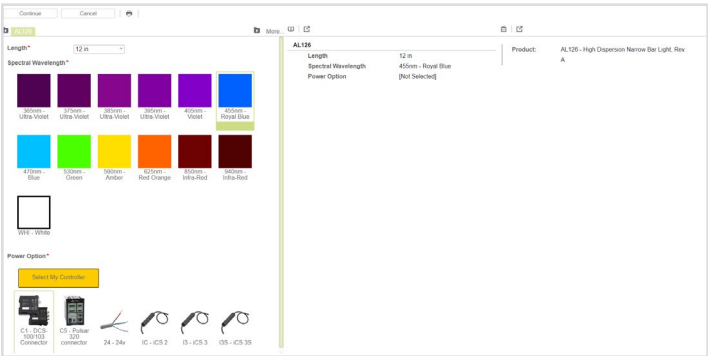 Continue Cancel
AL126 More...
Length* 12 in
Spectral Wavelength*
365nm - Ultra-Violet
375nm - Ultra-Violet
385nm - Ultra-Violet
395nm - Ultra-Violet
405nm - Violet
455nm - Royal Blue
470nm - Blue
530nm - Green
590nm - Amber
625nm - Red Orange
850nm - Infra-Red
940nm - Infra-Red
WHI - White
Power Option*
Select My Controller
C1 - DCS-100/103 Connector
C5 - Pulsar 320 connector
24 - 24v
IC - iCS 2
I3 - iCS 3
I3S - iCS 3S
AL126
Length 12 in
Spectral Wavelength 455nm - Royal Blue
Power Option [Not Selected]
Product: AL126 - High Dispersion Narrow Bar Light, Rev
A